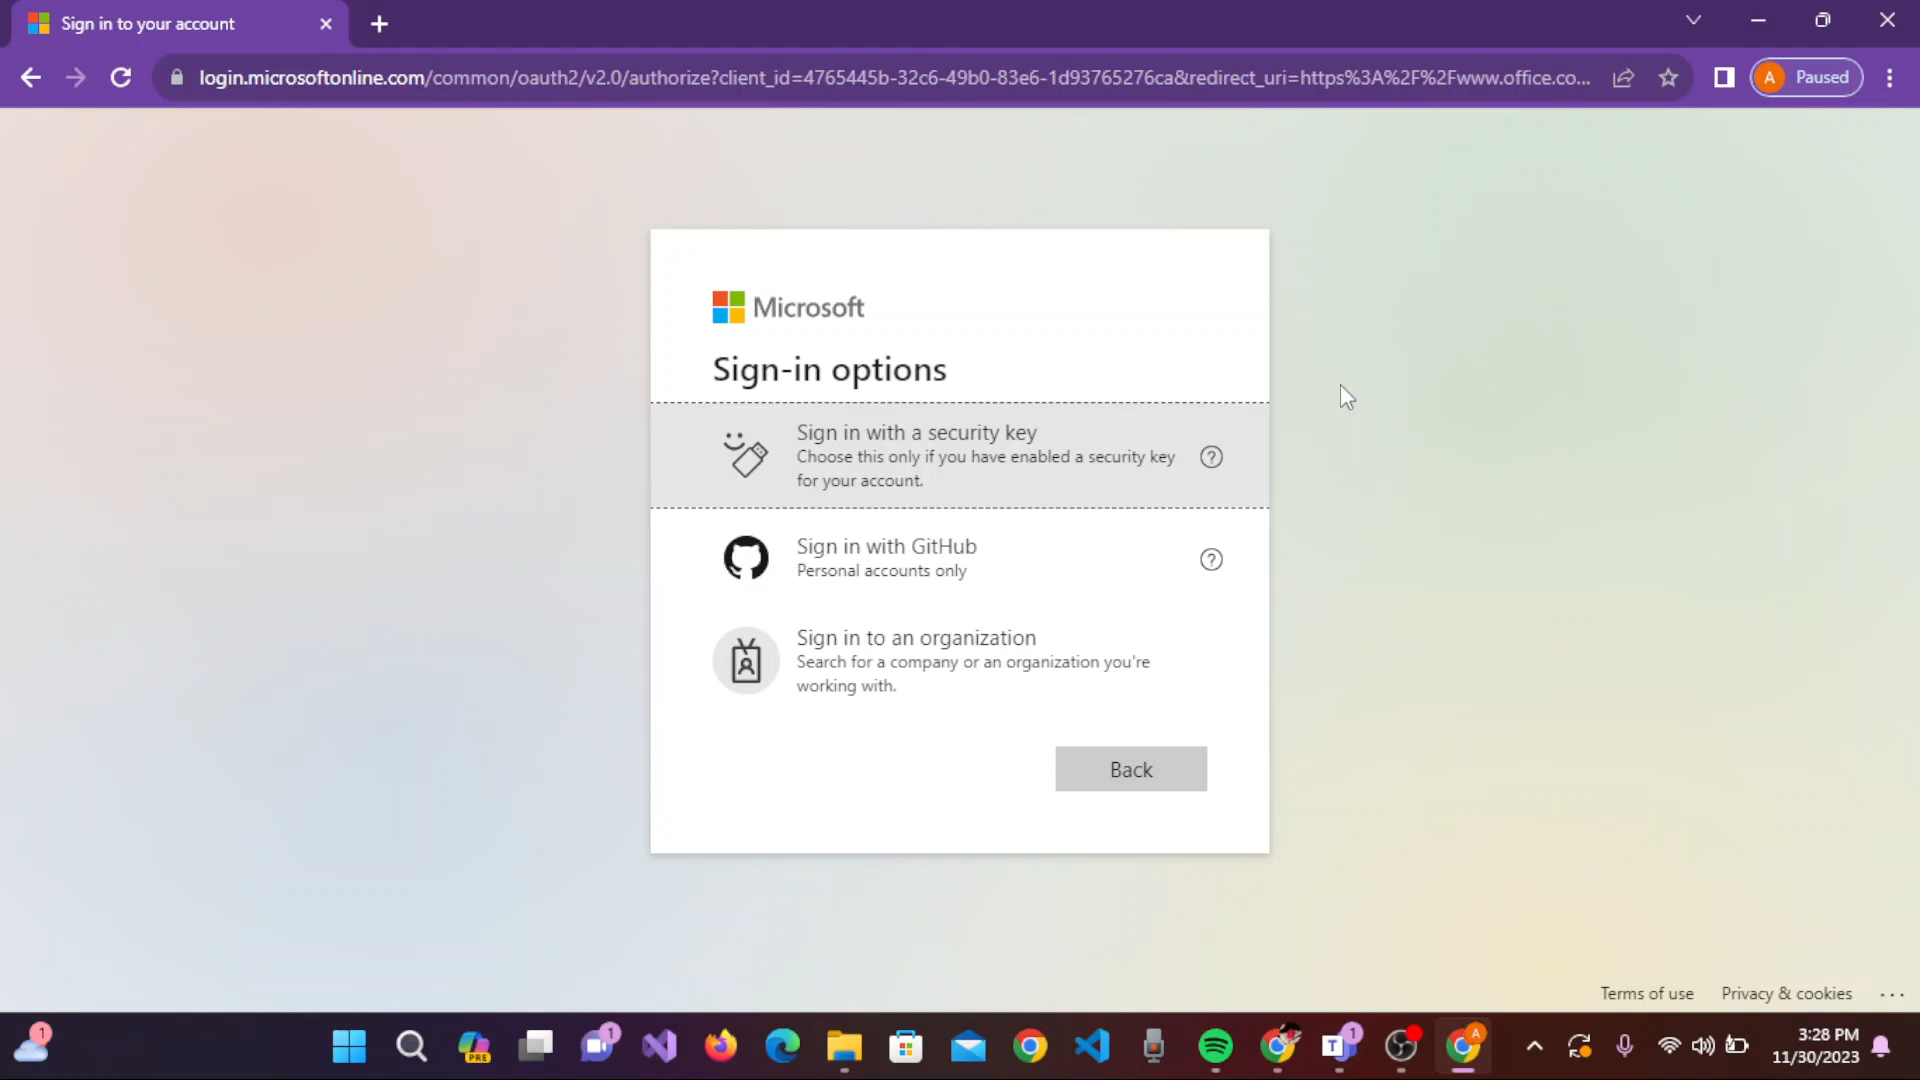 Sign in to your account
login.microsoftonline.com/common/oauth2/v2.0/authorize?client_id=4765445b-32c6-49b0-83e6-1d93765276ca&redirect_uri=https%3A%2F%2Fwww.office.co...
A Paused
Microsoft
Sign-in options
Sign in with a security key
Choose this only if you have enabled a security key
for your account.
Sign in with GitHub
Personal accounts only
Sign in to an organization
Search for a company or an organization you're
working with.
Back
Terms of use Privacy & cookies ...
1
PRE
1
T
1
A
3:28 PM
11/30/2023